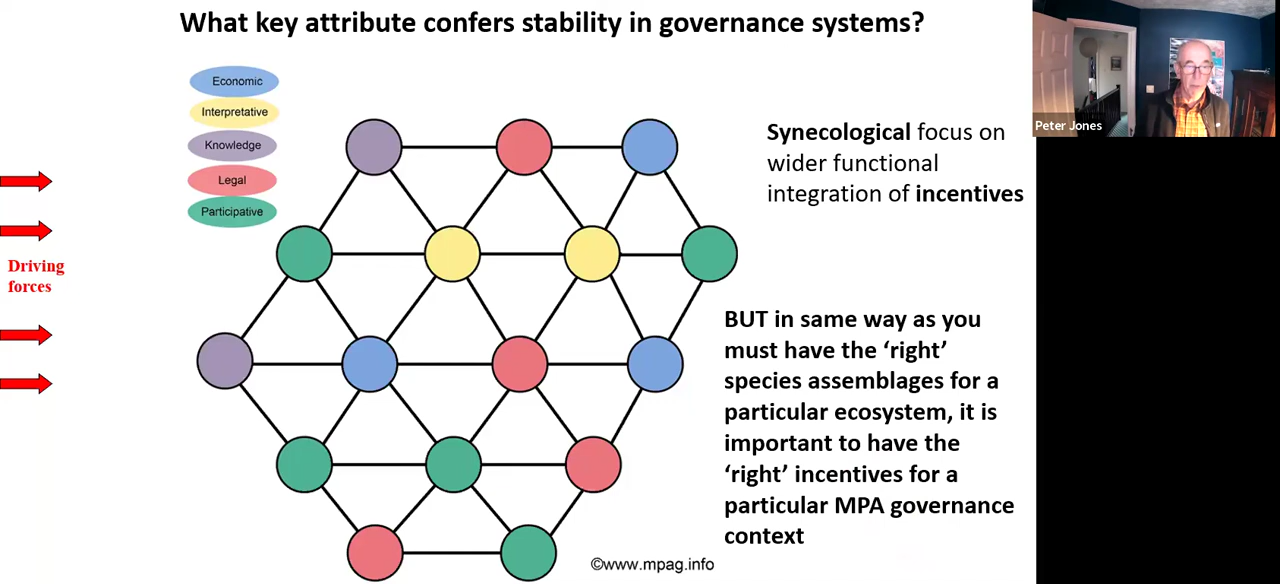 What key attribute confers stability in governance systems?
Economic
Interpretative
Knowledge
Legal
Participative
Driving
forces
Synecological focus on
wider functional
integration of incentives
BUT in same way as you
must have the ‘right’
species assemblages for a
particular ecosystem, it is
important to have the
‘right’ incentives for a
particular MPA governance
context
©www.mpag.info
Peter Jones